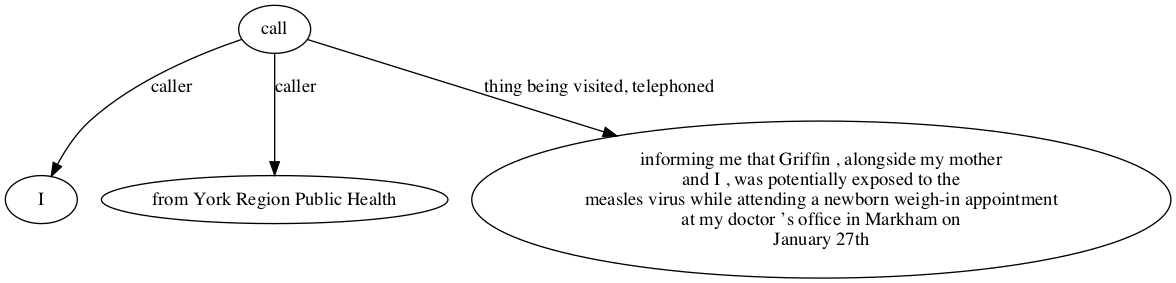 call
caller
caller
thing being visited, telephoned
I
from York Region Public Health
informing me that Griffin , alongside my mother
and I , was potentially exposed to the
measles virus while attending a newborn weigh-in appointment
at my doctor 's office in Markham on
January 27th